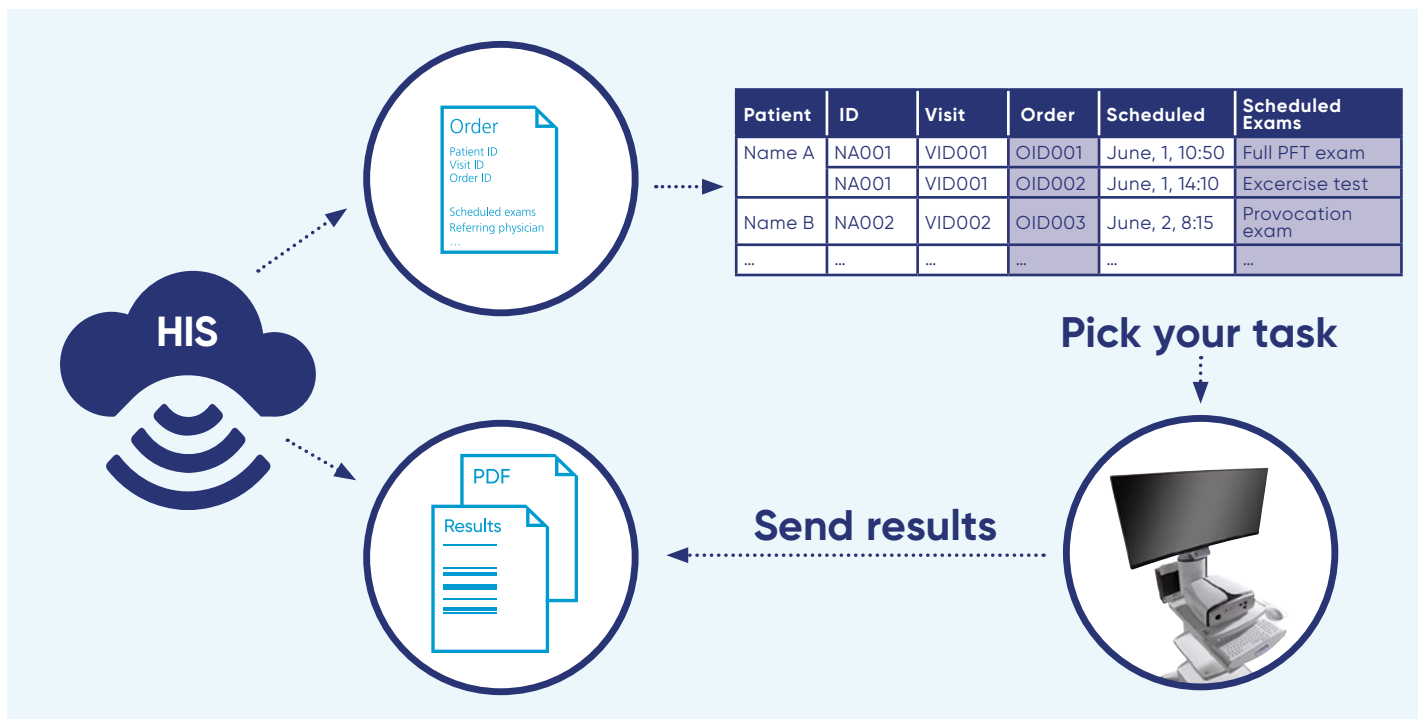 HIS
Order
Patient ID
Visit ID
Order ID
Scheduled exams
Referring physician
...
Patient ID Visit Order Scheduled Scheduled
Exams
Name A NA001 VID001 OID001 June, 1, 10:50 Full PFT exam
NA001 VID001 OID002 June, 1, 14:10 Excercise test
Name B NA002 VID002 OID003 June, 2, 8:15 Provocation
exam
... ... ... ... ... ...
Pick your task
Send results
PDF
Results